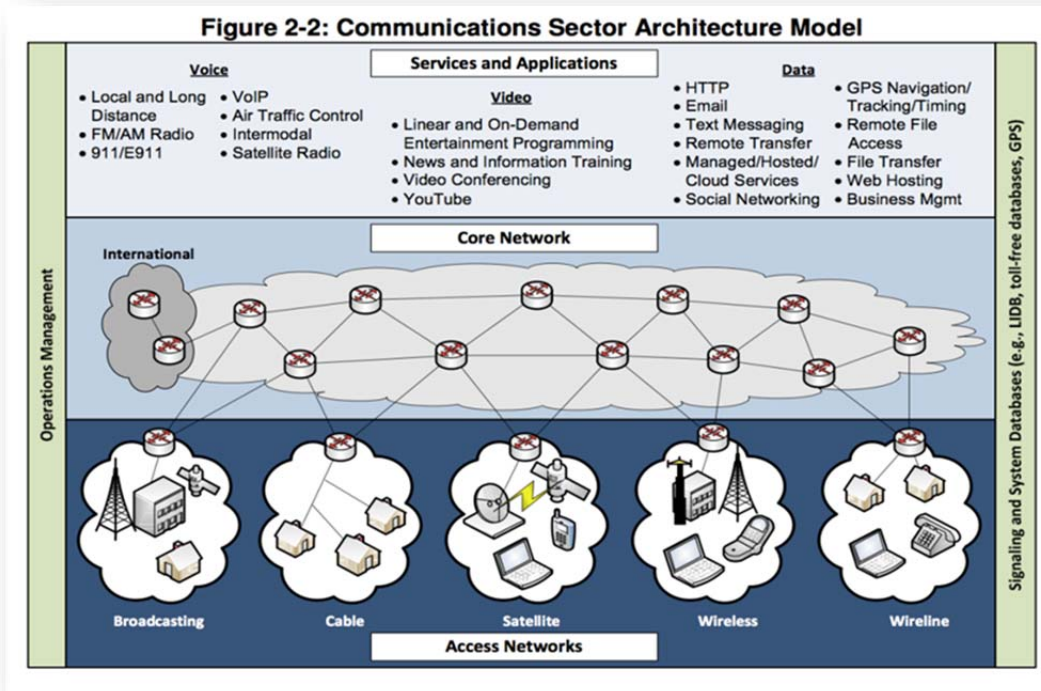 Figure 2-2: Communications Sector Architecture Model
Operations Management
Services and Applications
Voice
• Local and Long
Distance
• FM/AM Radio
• 911/E911
• VoIP
• Air Traffic Control
• Intermodal
• Satellite Radio
Video
• Linear and On-Demand
Entertainment Programming
• News and Information Training
• Video Conferencing
• YouTube
Data
• HTTP
• Email
• Text Messaging
• Remote Transfer
• Managed/Hosted/
Cloud Services
• Social Networking
• GPS Navigation/
Tracking/Timing
• Remote File
Access
• File Transfer
• Web Hosting
• Business Mgmt
Core Network
International
Broadcasting
Cable
Satellite
Wireless
Wireline
Access Networks
Signaling and System Databases (e.g., LIDB, toll-free databases, GPS)